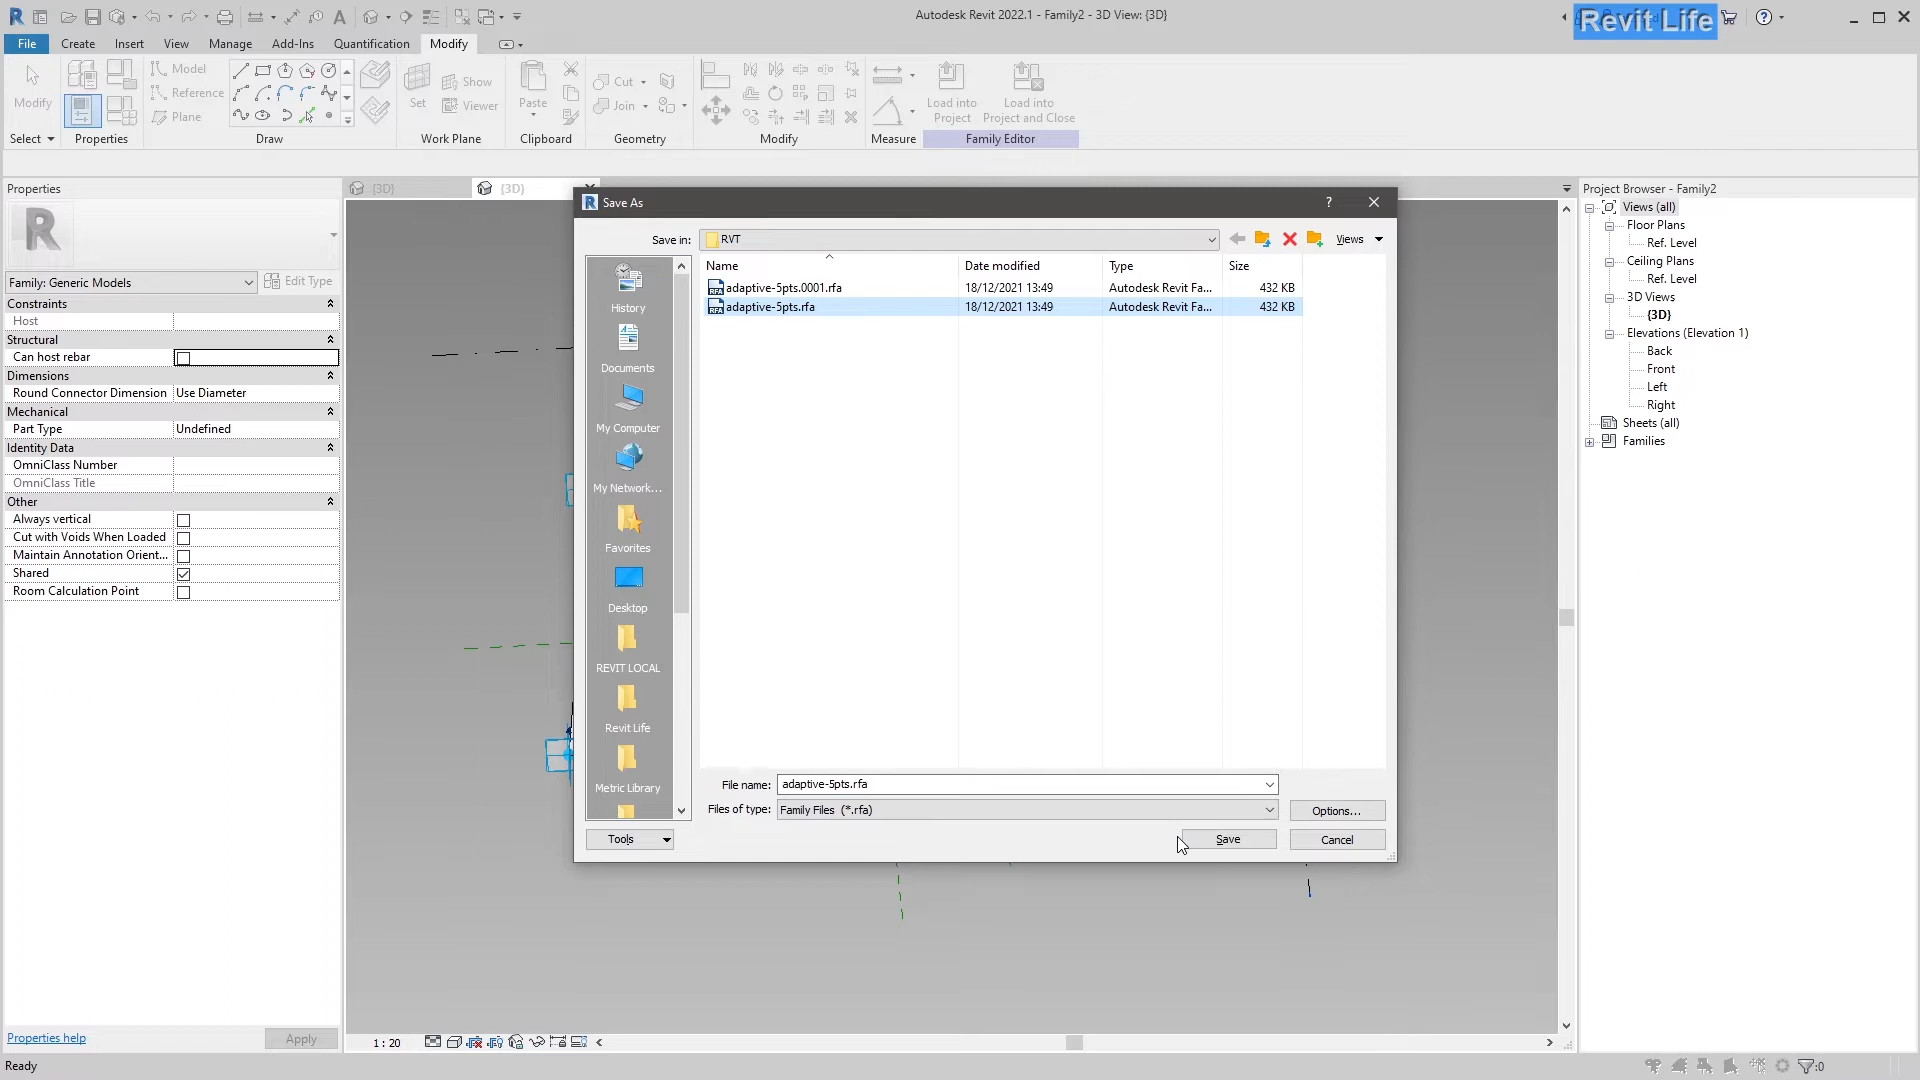 Autodesk Revit 2022.1 - Family2 - 3D View: {3D}
Revit Life
File
Create
Insert
View
Manage
Add-Ins
Quantification
Modify
Modify
Model
Reference
Plane
Set
Show
Viewer
Paste
Cut
Join
Load into
Project
Load into
Project and Close
Select
Properties
Draw
Work Plane
Clipboard
Geometry
Modify
Measure
Family Editor
Properties
{3D}
{3D}
Family: Generic Models
Edit Type
Constraints
Host
Structural
Can host rebar
Dimensions
Round Connector Dimension Use Diameter
Mechanical
Part Type Undefined
Identity Data
OmniClass Number
OmniClass Title
Other
Always vertical
Cut with Voids When Loaded
Maintain Annotation Orient...
Shared
Room Calculation Point
Properties help
Apply
Save As
Save in: RVT
Views
Name Date modified Type Size
adaptive-5pts.0001.rfa 18/12/2021 13:49 Autodesk Revit Fa... 432 KB
adaptive-5pts.rfa 18/12/2021 13:49 Autodesk Revit Fa... 432 KB
History
Documents
My Computer
My Network...
Favorites
Desktop
REVIT LOCAL
Revit Life
Metric Library
File name: adaptive-5pts.rfa
Files of type: Family Files (*.rfa)
Options...
Tools
Save
Cancel
Project Browser - Family2
Views (all)
Floor Plans
Ref. Level
Ceiling Plans
Ref. Level
3D Views
{3D}
Elevations (Elevation 1)
Back
Front
Left
Right
Sheets (all)
Families
1 : 20
Ready
:0